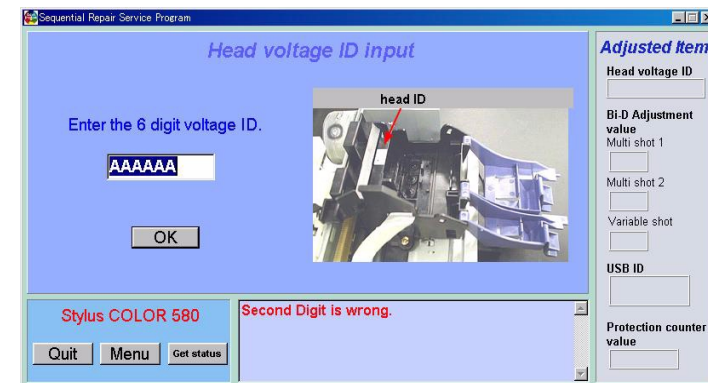 Sequential Repair Service Program
Head voltage ID input
Enter the 6 digit voltage ID.
AAAAAA
OK
head ID
Stylus COLOR 580
Quit
Menu
Get status
Second Digit is wrong.
Adjusted Item
Head voltage ID
Bi-D Adjustment
value
Multi shot 1
Multi shot 2
Variable shot
USB ID
Protection counter
value